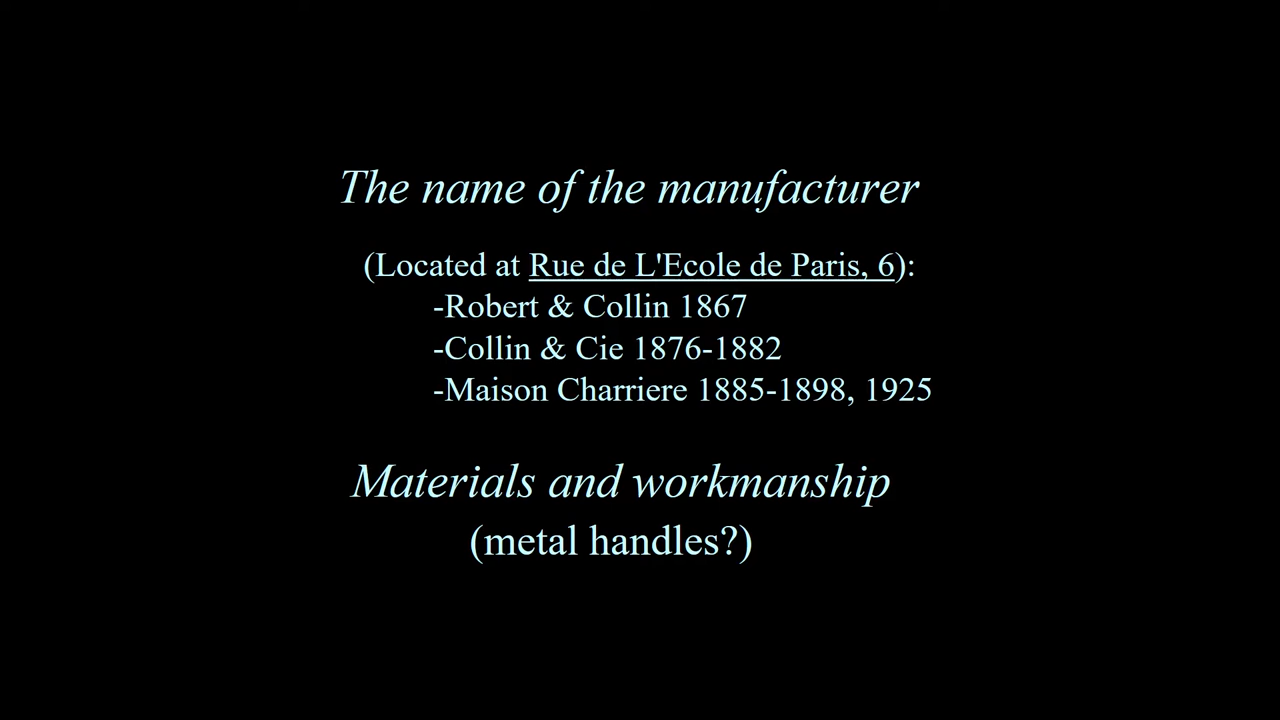 The name of the manufacturer
(Located at Rue de L'Ecole de Paris, 6):
-Robert & Collin 1867
-Collin & Cie 1876-1882
-Maison Charriere 1885-1898, 1925
Materials and workmanship
(metal handles?)